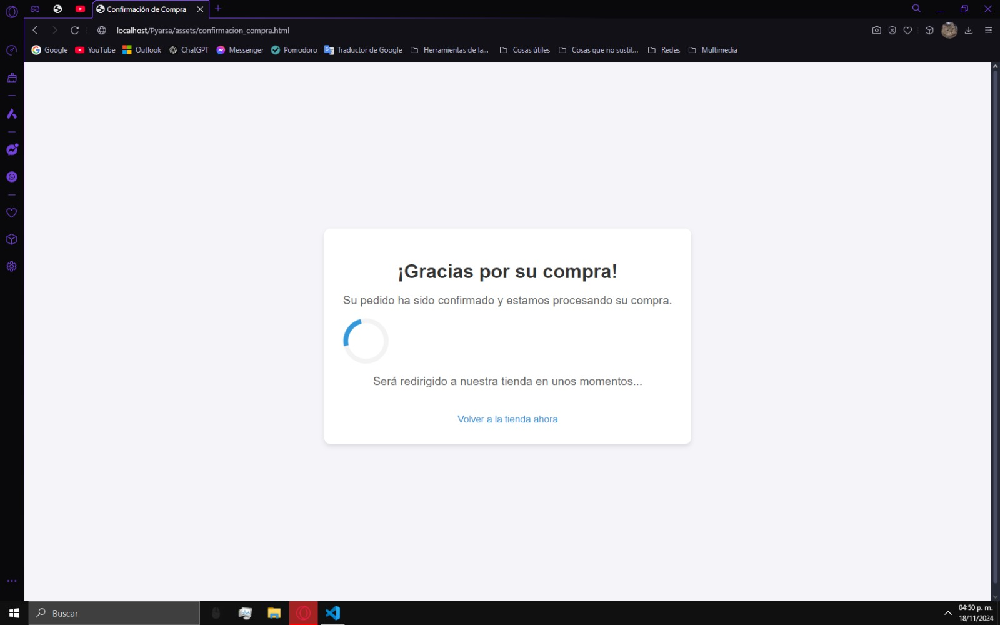 Confirmación de Compra
localhost/Pyarsa/assets/confirmacion_compra.html
Google YouTube Outlook ChatGPT Messenger Pomodoro Traductor de Google Herramientas de la... Cosas útiles Cosas que no sustit... Redes Multimedia
¡Gracias por su compra!
Su pedido ha sido confirmado y estamos procesando su compra.
Será redirigido a nuestra tienda en unos momentos...
Volver a la tienda ahora
Buscar
04:50 p. m.
18/11/2024